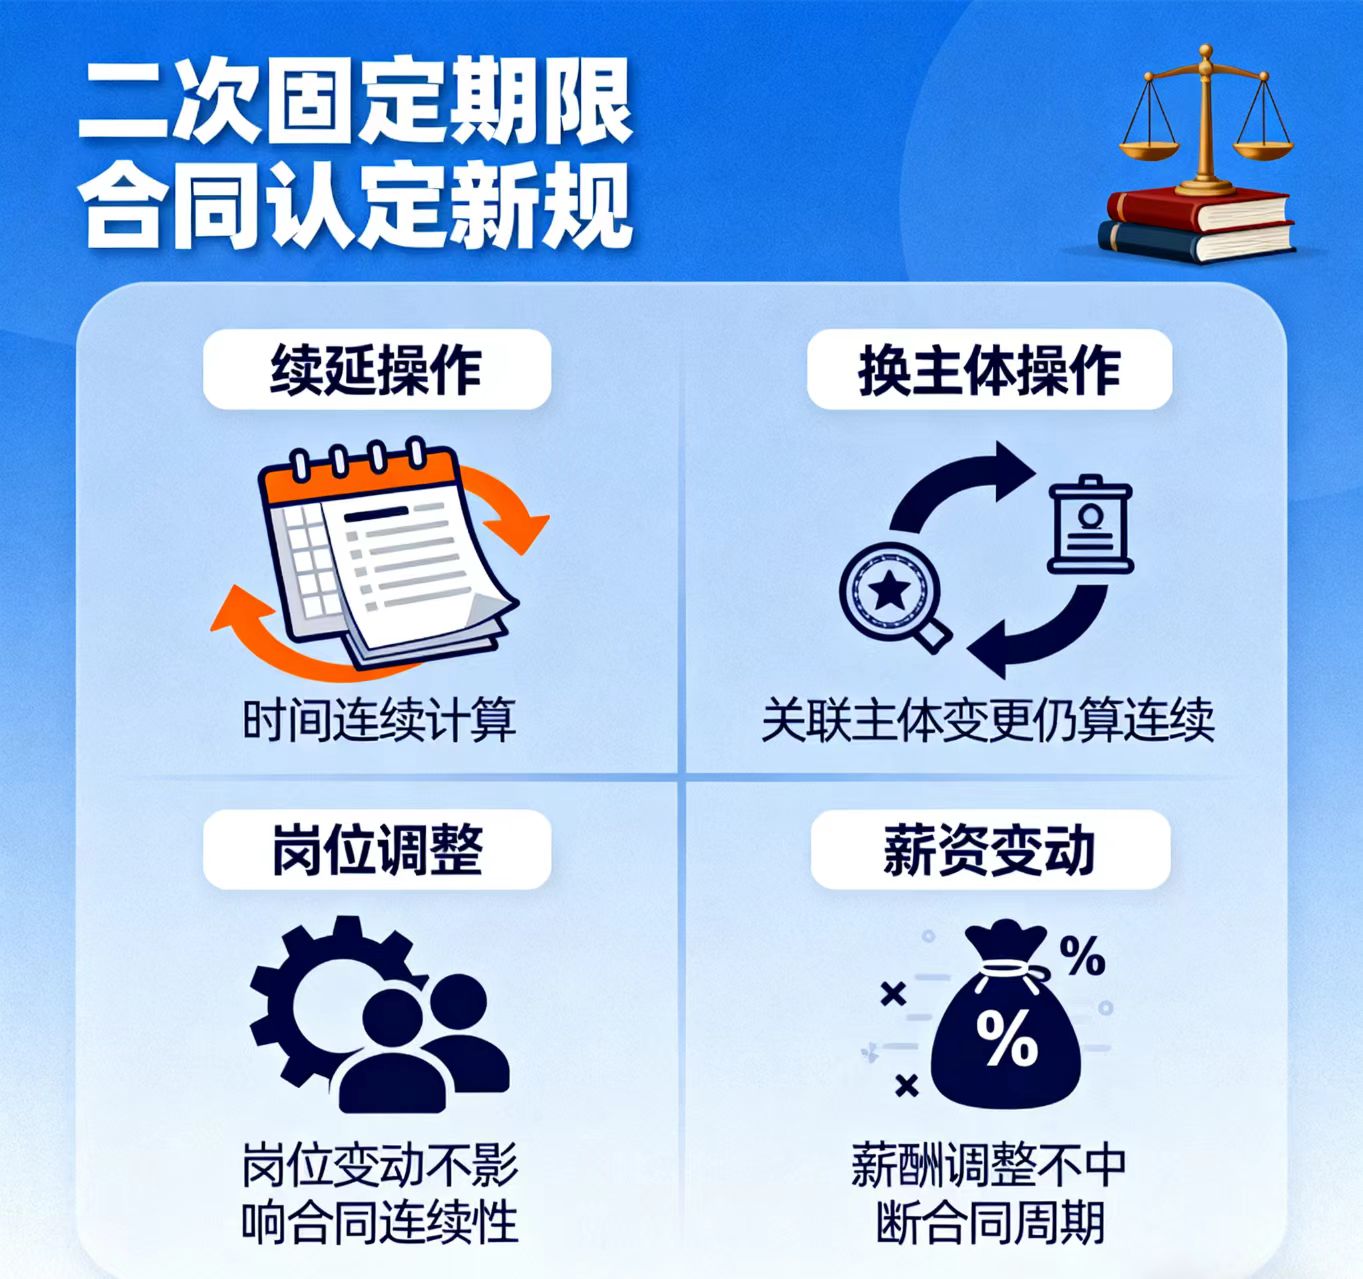 二次固定期限
合同认定新规
续延操作
时间连续计算
换主体操作
关联主体变更仍算连续
岗位调整
岗位变动不影
响合同连续性
薪资变动
%
%
薪酬调整不中
断合同周期